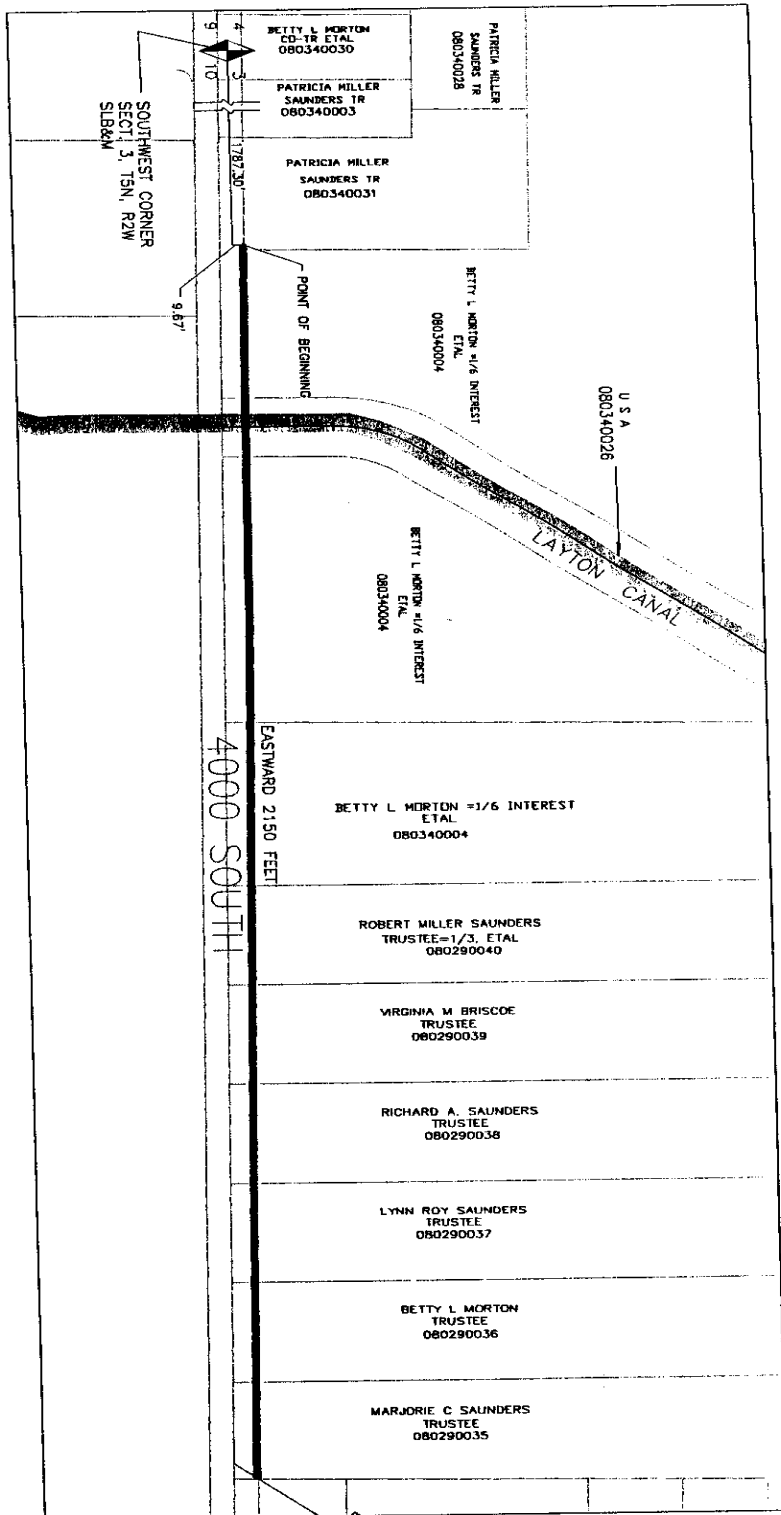 BETTY L MORTON
CO-TR ETAL
080340030
PATRICIA MILLER
SAUNDERS TR
080340028
PATRICIA MILLER
SAUNDERS TR
080340003
PATRICIA MILLER
SAUNDERS TR
080340031
4
3
9
10
1787.30'
SOUTHWEST CORNER
SECT. 3, T5N, R2W
SLB&M
9.67'
POINT OF BEGINNING
BETTY L MORTON =1/6 INTEREST
ETAL
080340004
U S A
080340026
LAYTON CANAL
BETTY L MORTON =1/6 INTEREST
ETAL
080340004
EASTWARD 2150 FEET
4000 SOUTH
BETTY L MORTON =1/6 INTEREST
ETAL
080340004
ROBERT MILLER SAUNDERS
TRUSTEE=1/3, ETAL
080290040
VIRGINIA M BRISCOE
TRUSTEE
080290039
RICHARD A. SAUNDERS
TRUSTEE
080290038
LYNN ROY SAUNDERS
TRUSTEE
080290037
BETTY L MORTON
TRUSTEE
080290036
MARJORIE C SAUNDERS
TRUSTEE
080290035